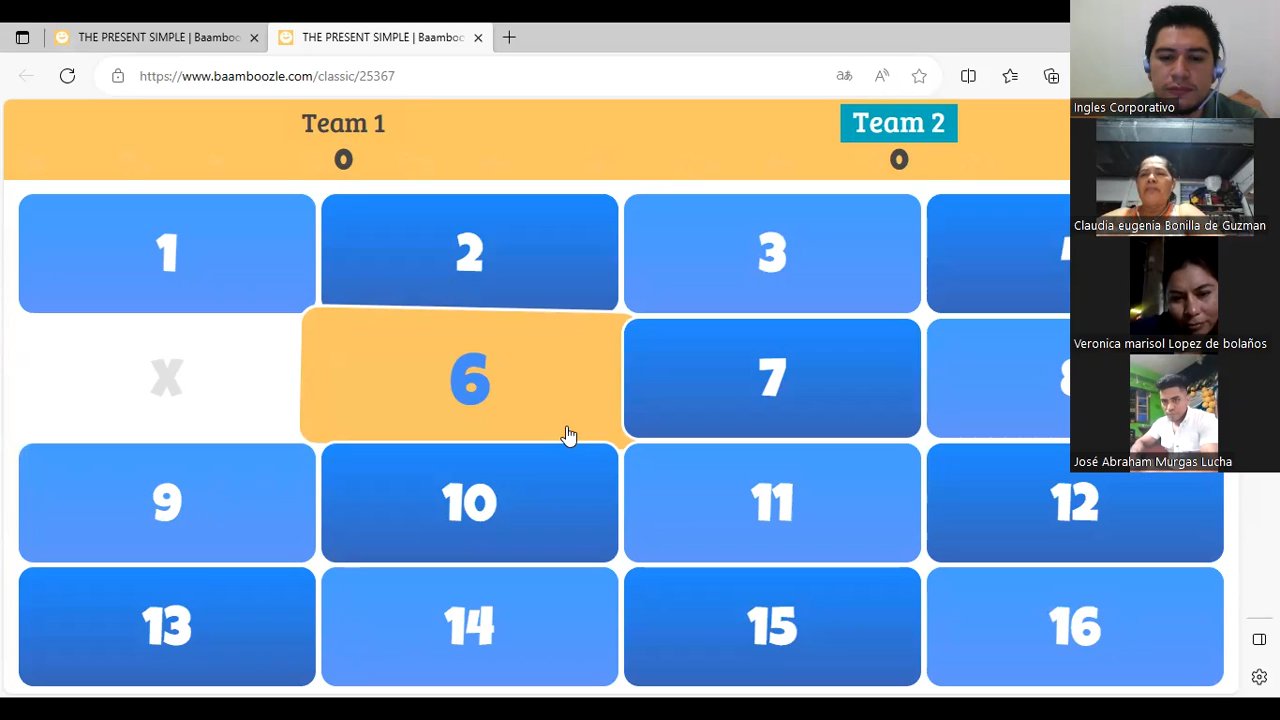 THE PRESENT SIMPLE | Baamboo
THE PRESENT SIMPLE | Baamboo
https://www.baamboozle.com/classic/25367
Team 1
0
Team 2
0
1
2
3
X
6
7
9
10
11
12
13
14
15
16
Ingles Corporativo
Claudia eugenia Bonilla de Guzman
Veronica marisol Lopez de bolaños
José Abraham Murgas Lucha